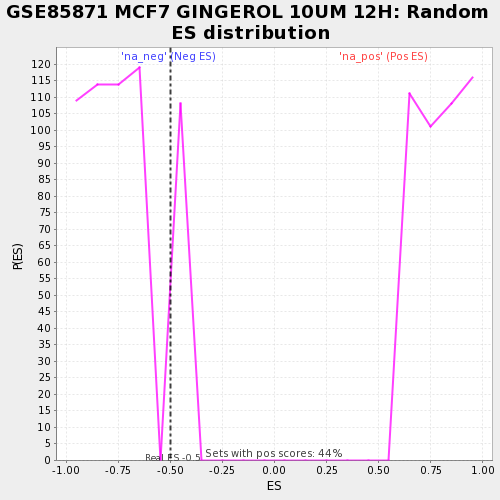 GSE85871 MCF7 GINGEROL 10UM 12H: Random
ES distribution
'na_neg' (Neg ES)
'na_pos' (Pos ES)
120
115
110
105
100
95
90
85
80
75
70
65
60
55
50
45
40
35
30
25
20
15
10
5
0
P(ES)
Real ES -0.5
Sets with pos scores: 44%
-1.00 -0.75 -0.50 -0.25 0.00 0.25 0.50 0.75 1.00
ES